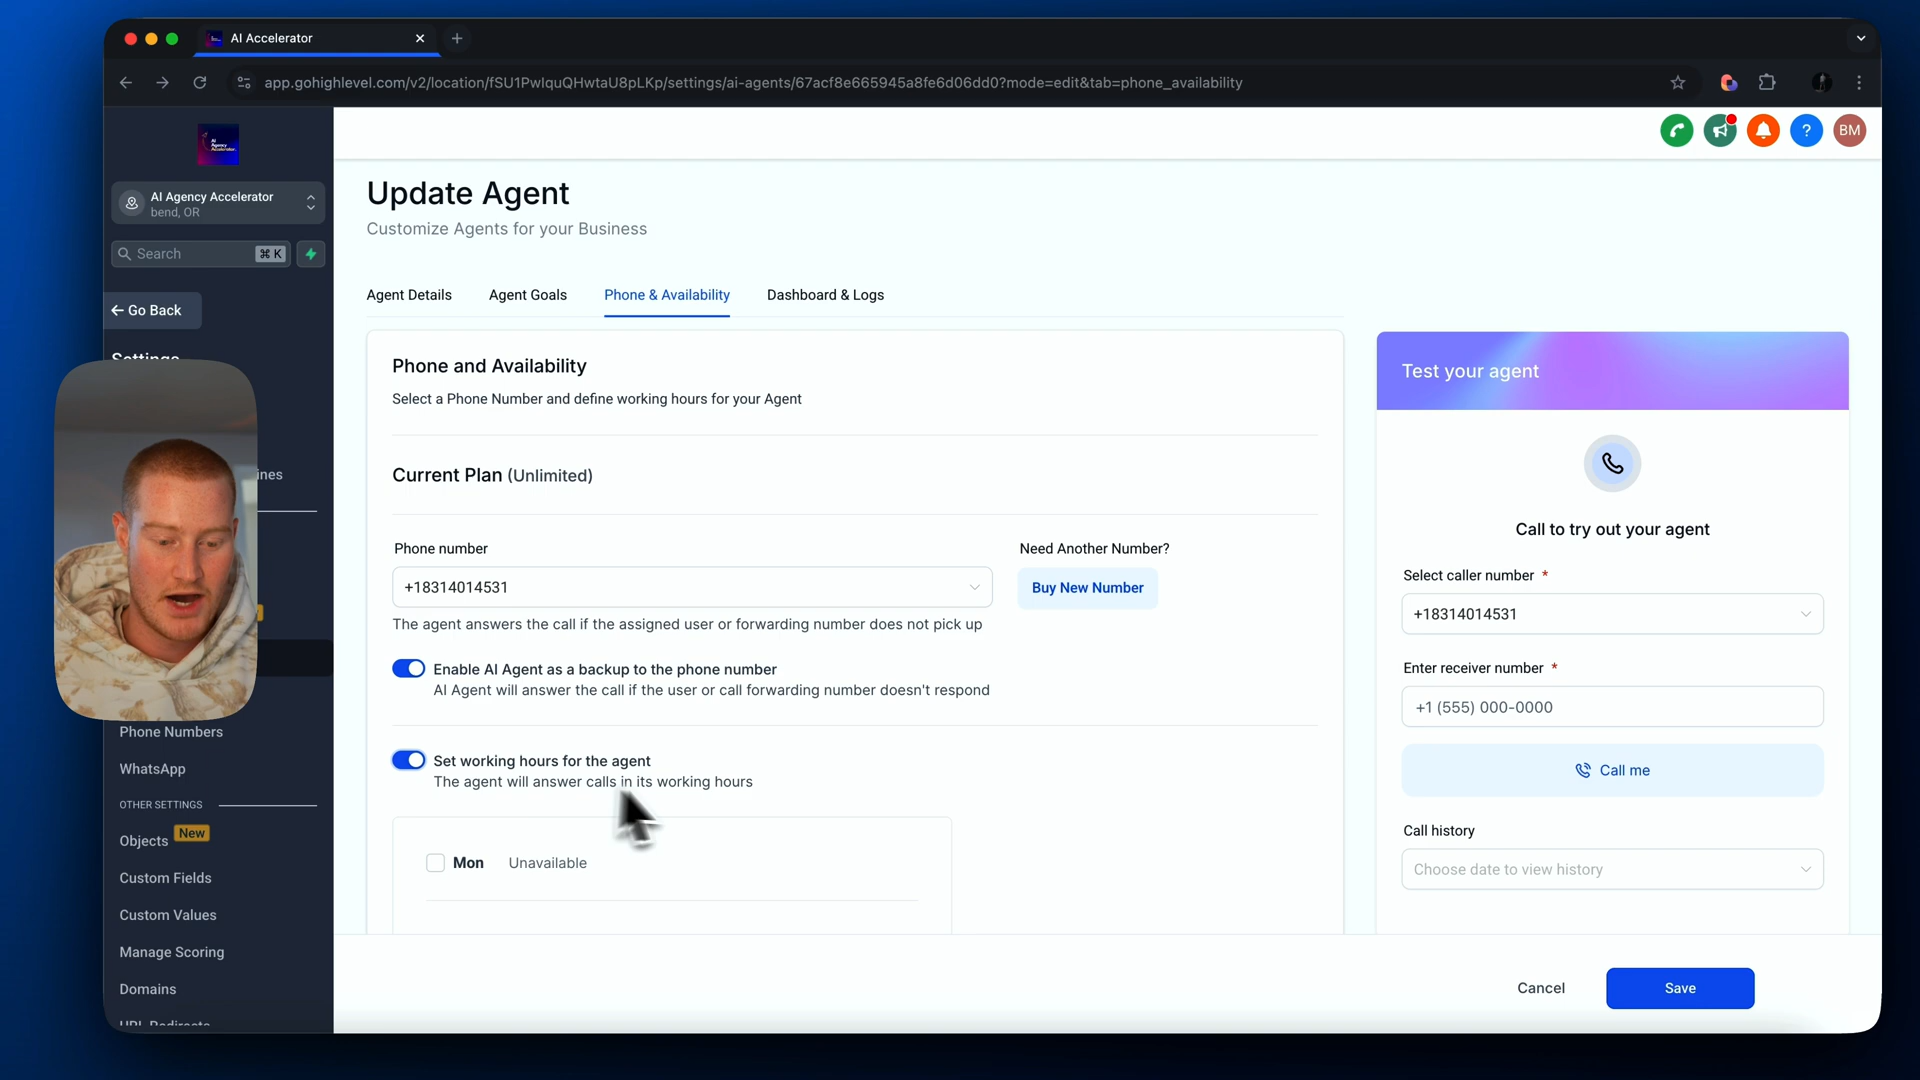 AI Accelerator
app.gohighlevel.com/v2/location/fSU1PwIquQHwtaU8pLKp/settings/ai-agents/67acf8e665945a8fe6d06dd0?mode=edit&tab=phone_availability
AI Agency Accelerator.
BM
AI Agency Accelerator
bend, OR
Search
⌘ K
Go Back
Settings
ines
Phone Numbers
WhatsApp
OTHER SETTINGS
Objects New
Custom Fields
Custom Values
Manage Scoring
Domains
URL Redirects
Update Agent
Customize Agents for your Business
Agent Details Agent Goals Phone & Availability Dashboard & Logs
Phone and Availability
Select a Phone Number and define working hours for your Agent
Current Plan (Unlimited)
Phone number
+18314014531
Need Another Number?
Buy New Number
The agent answers the call if the assigned user or forwarding number does not pick up
Enable AI Agent as a backup to the phone number
AI Agent will answer the call if the user or call forwarding number doesn't respond
Set working hours for the agent
The agent will answer calls in its working hours
Mon Unavailable
Test your agent
Call to try out your agent
Select caller number *
+18314014531
Enter receiver number *
+1 (555) 000-0000
Call me
Call history
Choose date to view history
Cancel
Save